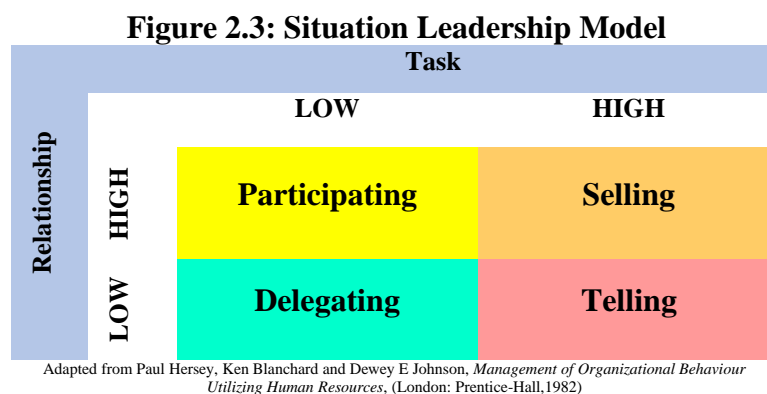 Figure 2.3: Situation Leadership Model
Task
LOW HIGH
Relationship
HIGH
Participating Selling
LOW
Delegating Telling
Adapted from Paul Hersey, Ken Blanchard and Dewey E Johnson, Management of Organizational Behaviour
Utilizing Human Resources, (London: Prentice-Hall,1982)